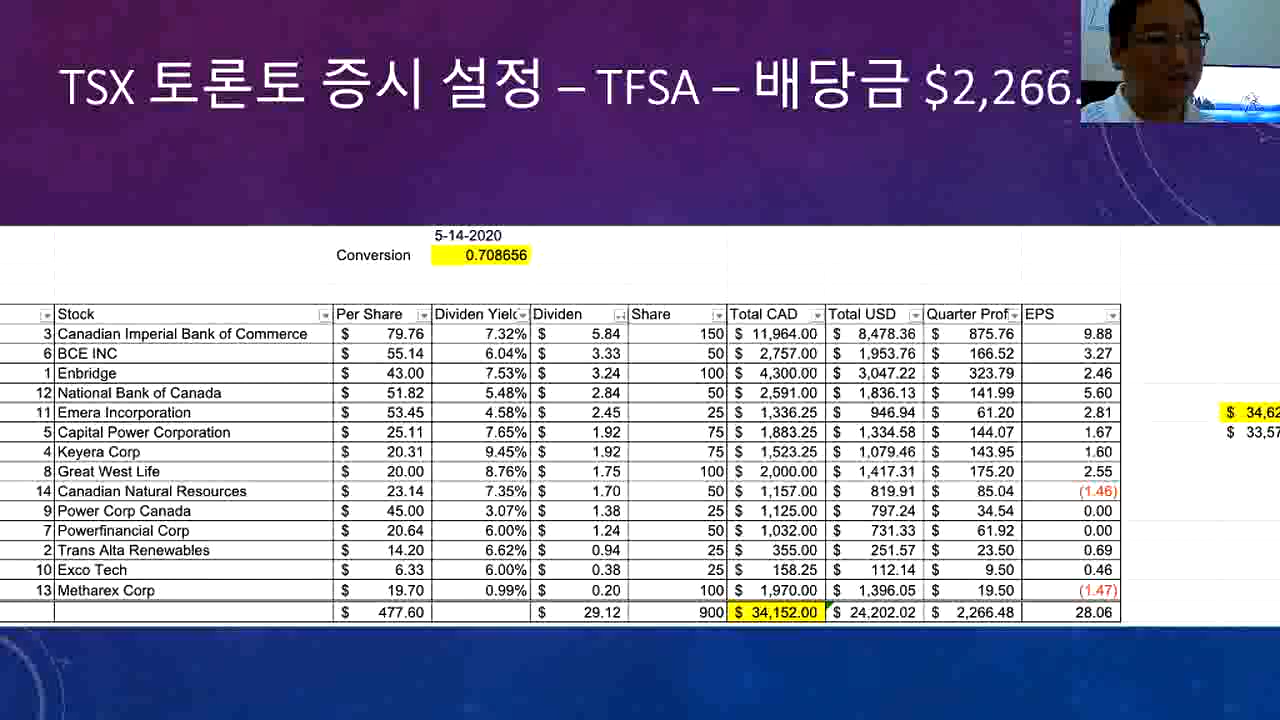 TSX 토론토 증시 설정 – TFSA – 배당금 $2,266.
5-14-2020
Conversion 0.708656
Stock Per Share Dividen Yielc Dividen Share Total CAD Total USD Quarter Prof EPS
3 Canadian Imperial Bank of Commerce $ 79.76 7.32% $ 5.84 150 $ 11,964.00 $ 8,478.36 $ 875.76 9.88
6 BCE INC $ 55.14 6.04% $ 3.33 50 $ 2,757.00 $ 1,953.76 $ 166.52 3.27
1 Enbridge $ 43.00 7.53% $ 3.24 100 $ 4,300.00 $ 3,047.22 $ 323.79 2.46
12 National Bank of Canada $ 51.82 5.48% $ 2.84 50 $ 2,591.00 $ 1,836.13 $ 141.99 5.60
11 Emera Incorporation $ 53.45 4.58% $ 2.45 25 $ 1,336.25 $ 946.94 $ 61.20 2.81 $ 34,62
5 Capital Power Corporation $ 25.11 7.65% $ 1.92 75 $ 1,883.25 $ 1,334.58 $ 144.07 1.67 $ 33,57
4 Keyera Corp $ 20.31 9.45% $ 1.92 75 $ 1,523.25 $ 1,079.46 $ 143.95 1.60
8 Great West Life $ 20.00 8.76% $ 1.75 100 $ 2,000.00 $ 1,417.31 $ 175.20 2.55
14 Canadian Natural Resources $ 23.14 7.35% $ 1.70 50 $ 1,157.00 $ 819.91 $ 85.04 (1.46)
9 Power Corp Canada $ 45.00 3.07% $ 1.38 25 $ 1,125.00 $ 797.24 $ 34.54 0.00
7 Powerfinancial Corp $ 20.64 6.00% $ 1.24 50 $ 1,032.00 $ 731.33 $ 61.92 0.00
2 Trans Alta Renewables $ 14.20 6.62% $ 0.94 25 $ 355.00 $ 251.57 $ 23.50 0.69
10 Exco Tech $ 6.33 6.00% $ 0.38 25 $ 158.25 $ 112.14 $ 9.50 0.46
13 Metharex Corp $ 19.70 0.99% $ 0.20 100 $ 1,970.00 $ 1,396.05 $ 19.50 (1.47)
$ 477.60 $ 29.12 900 $ 34,152.00 $ 24,202.02 $ 2,266.48 28.06